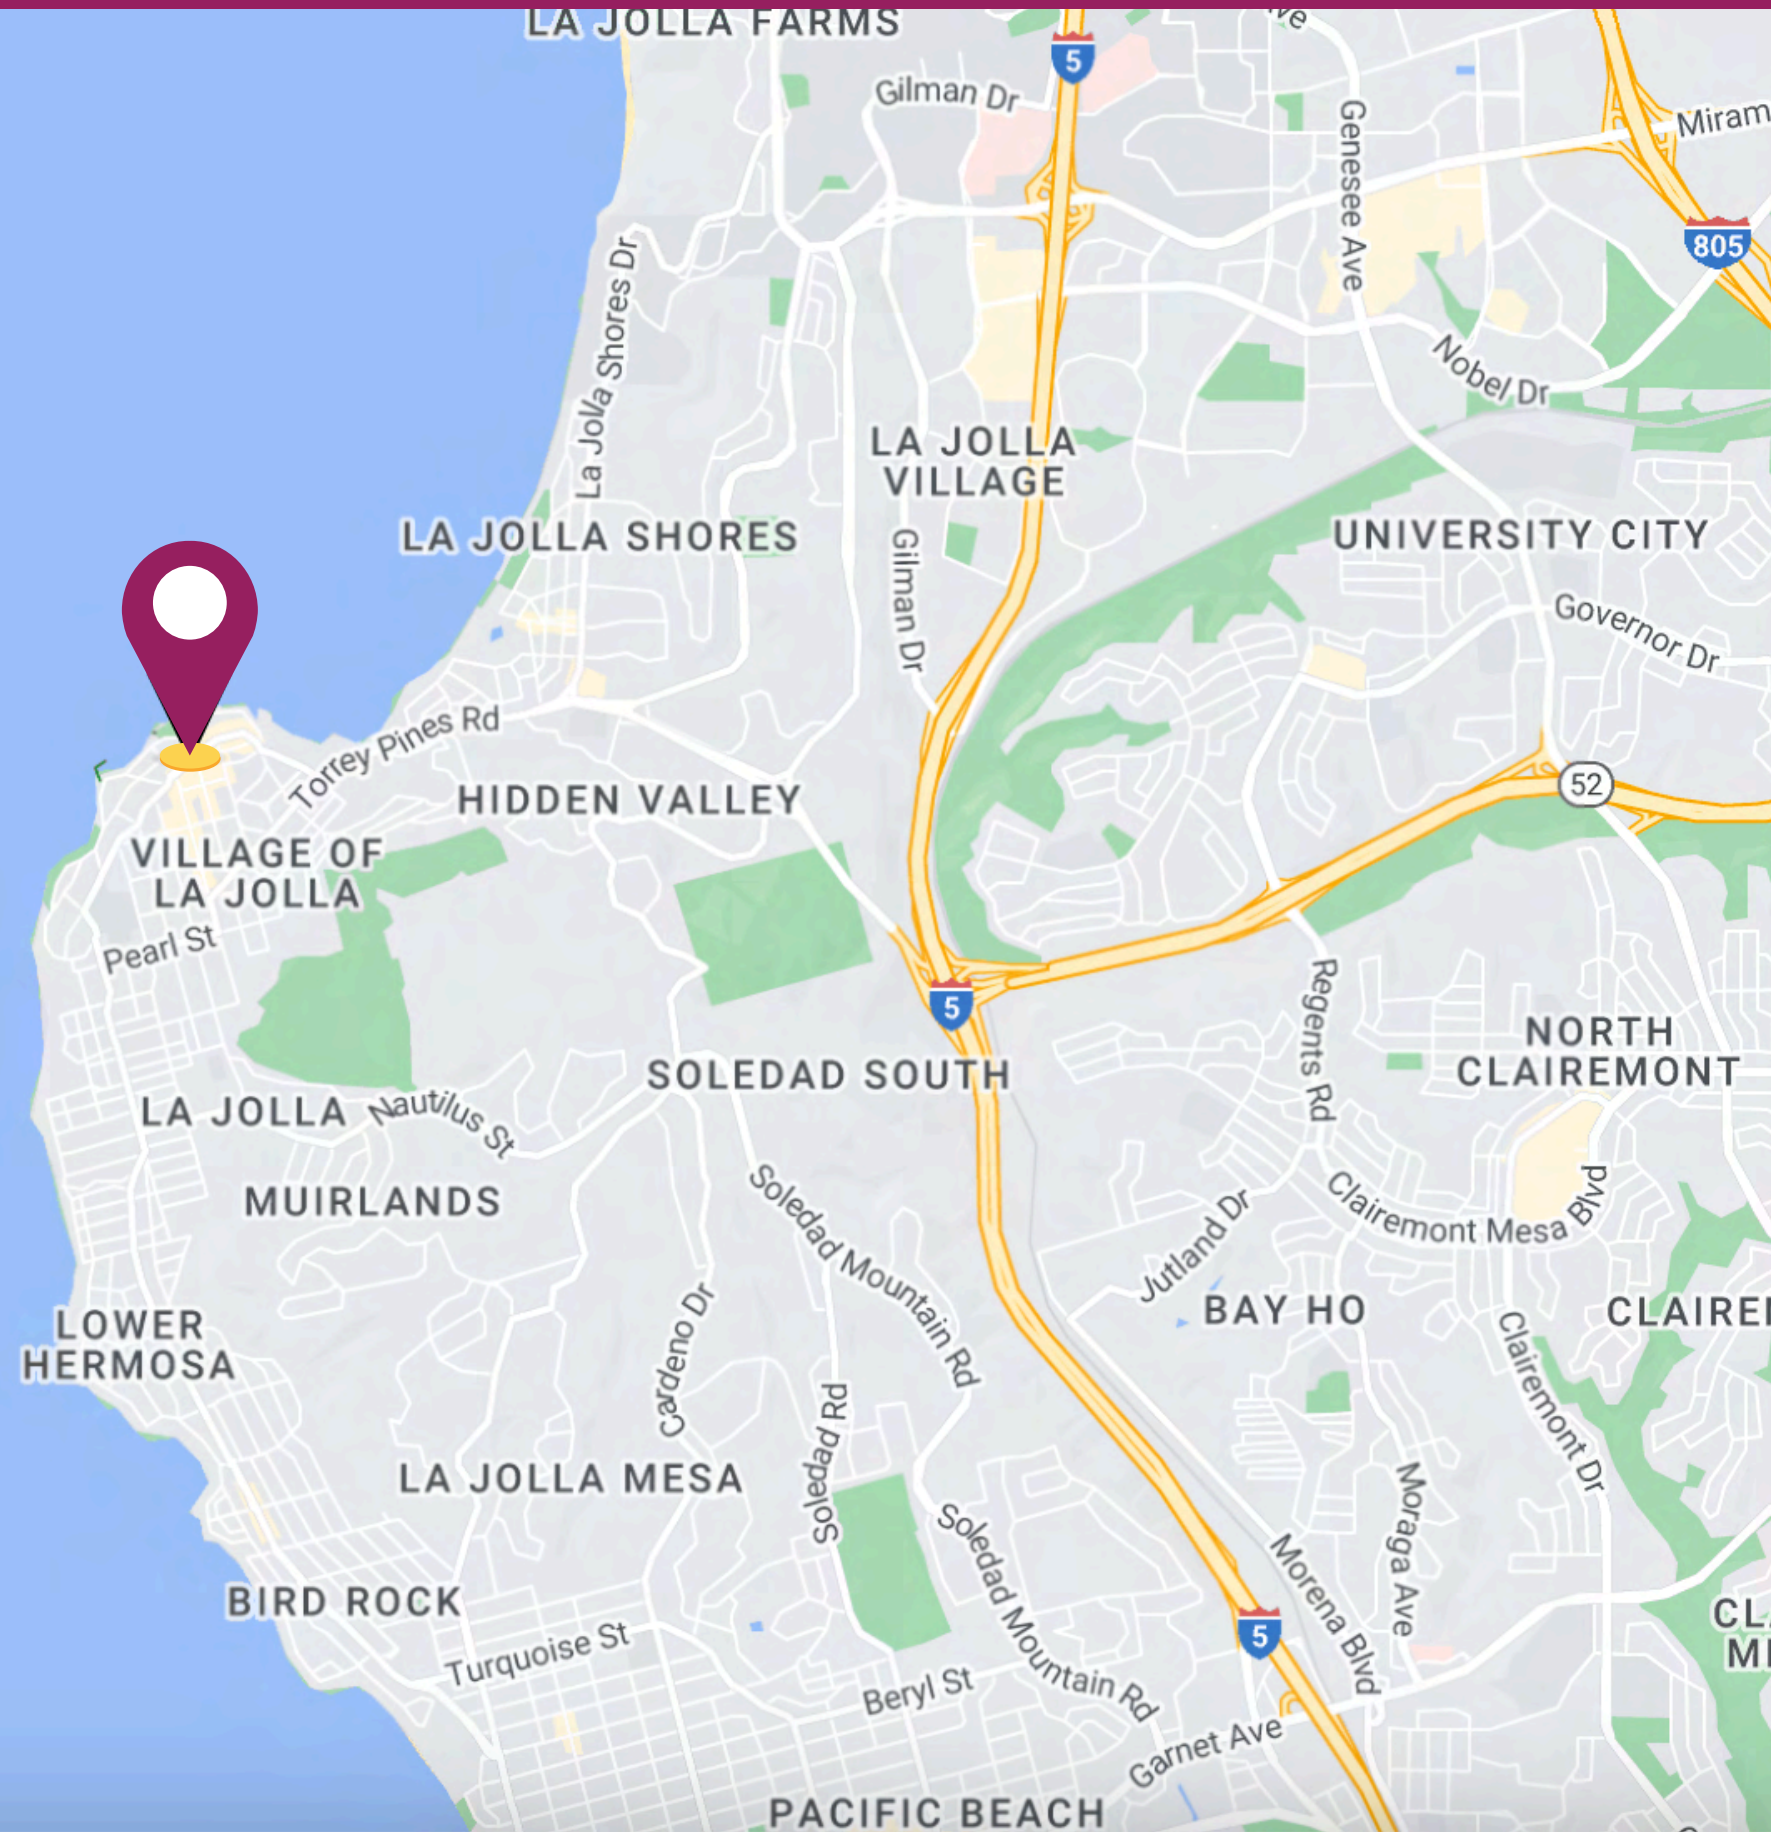 LA JOLLA FARMS
5
Gilman Dr
Genesee Ave
805
La Jolla Shores Dr
Nobel Dr
LA JOLLA
VILLAGE
LA JOLLA SHORES
UNIVERSITY CITY
Gilman Dr
Governor Dr
Torrey Pines Rd
HIDDEN VALLEY
52
VILLAGE OF
LA JOLLA
Pearl St
5
Regents Rd
NORTH
CLAIREMONT
SOLEDAD SOUTH
LA JOLLA
Nautilus St
MUIRLANDS
Soledad Mountain Rd
Clairemont Mesa Blvd
Jutland Dr
BAY HO
LOWER
HERMOSA
Cardeno Dr
Clairemont Dr
Soledad Rd
LA JOLLA MESA
Moraga Ave
Soledad Mountain Rd
Morena Blvd
BIRD ROCK
5
Turquoise St
Beryl St
Garnet Ave
PACIFIC BEACH